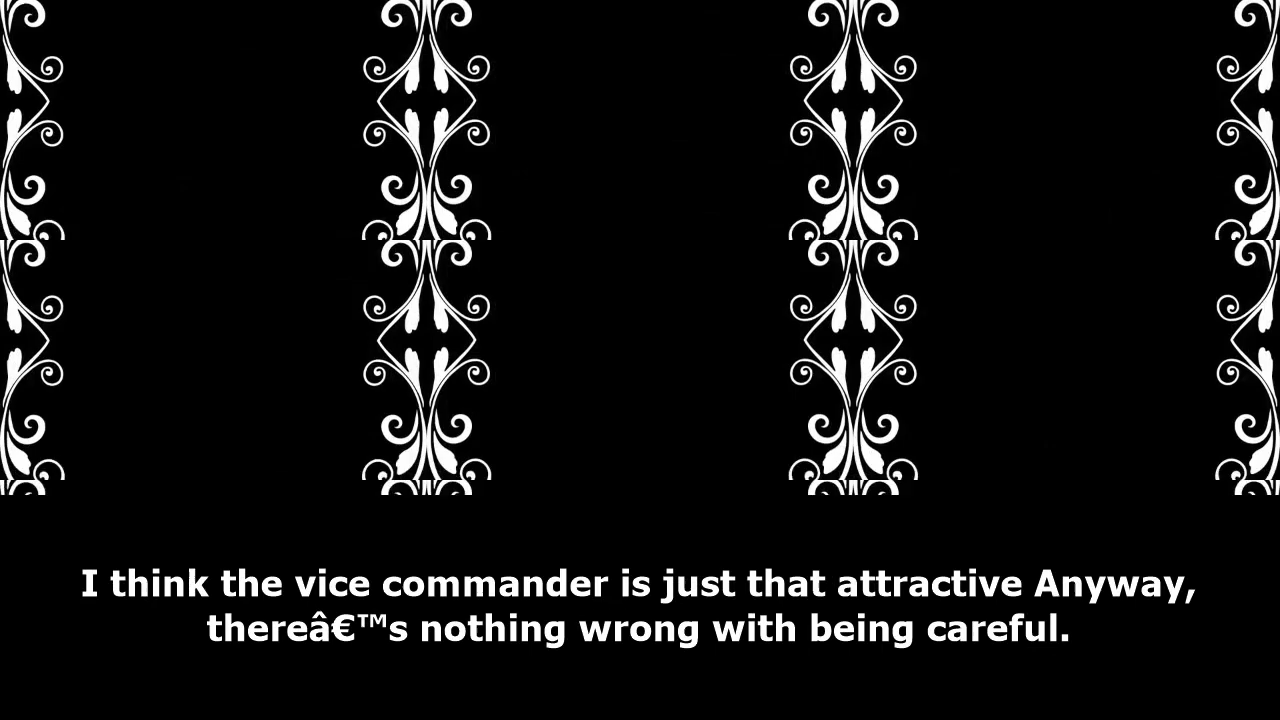 I think the vice commander is just that attractive Anyway,
thereâ€™s nothing wrong with being careful.